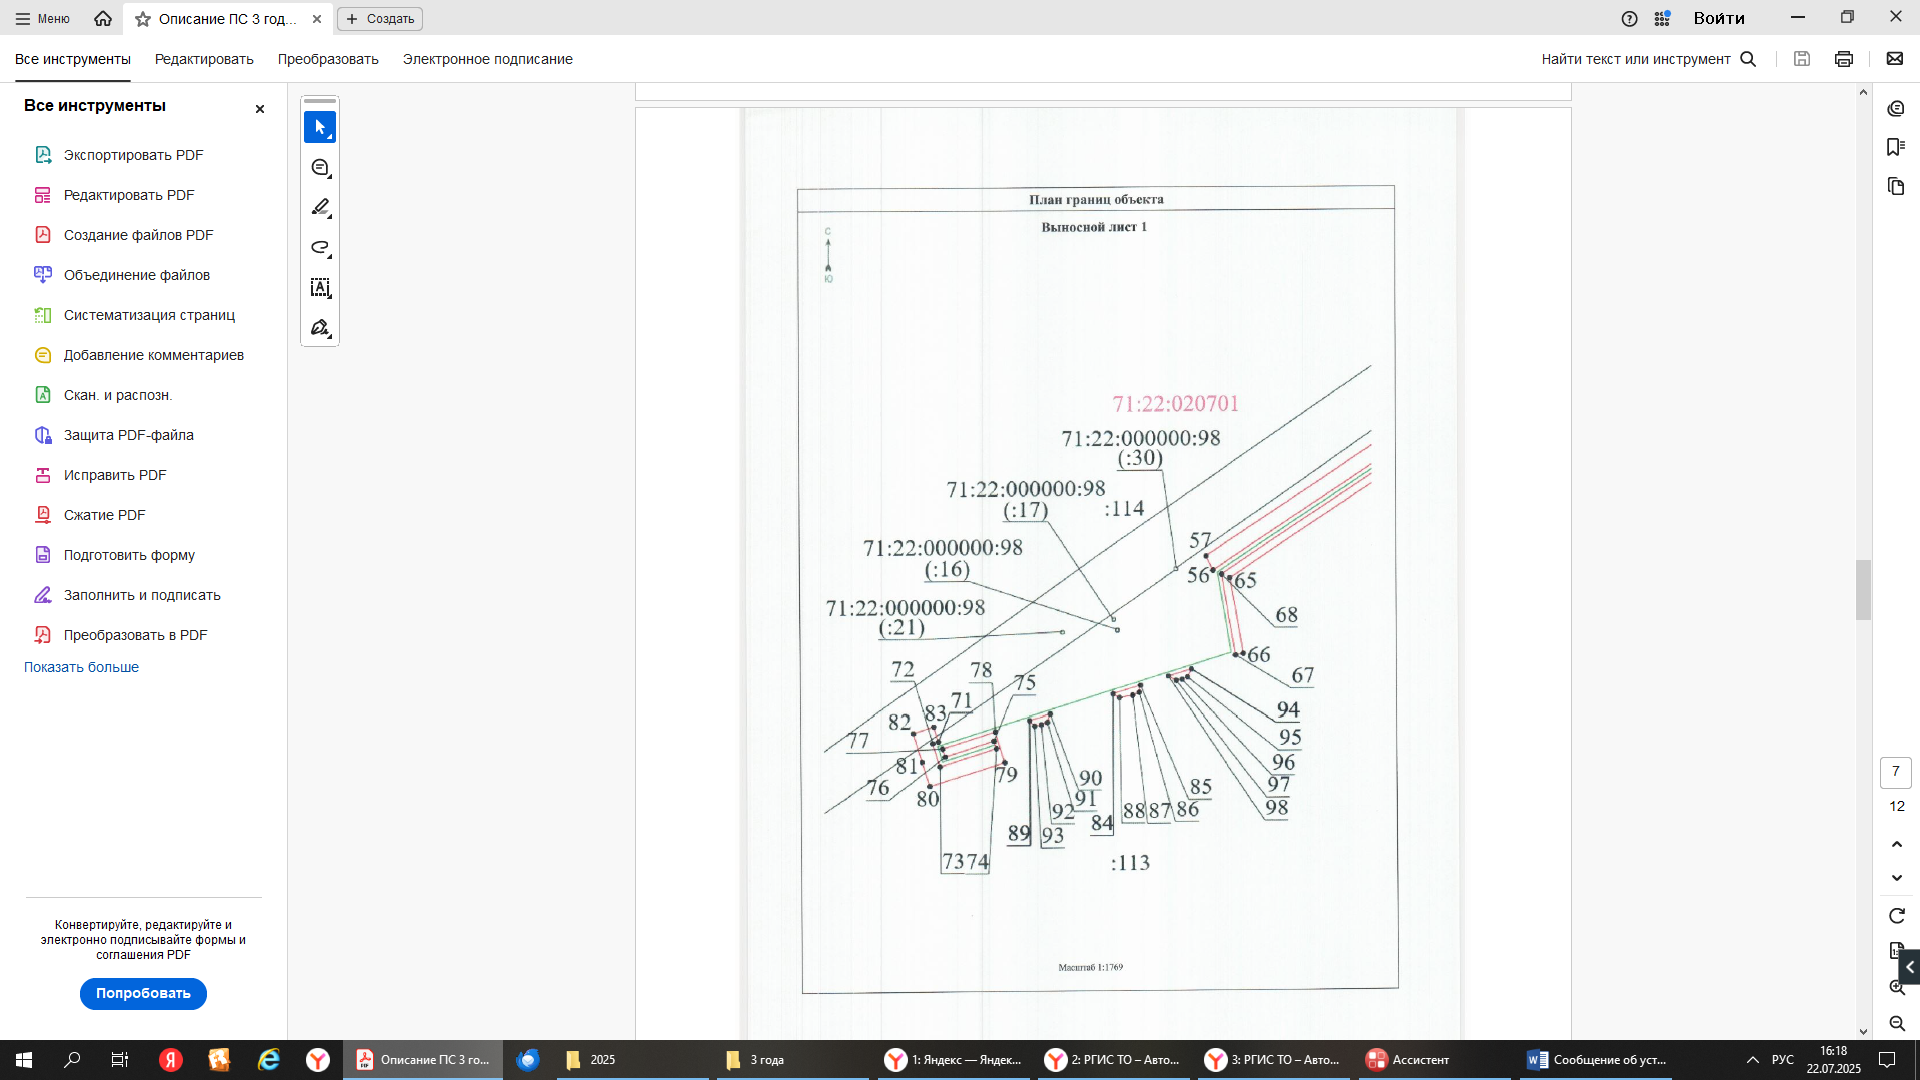 Меню
Описание ПС 3 год...
Создать
Войти
Все инструменты
Редактировать
Преобразовать
Электронное подписание
Найти текст или инструмент
Все инструменты
Экспортировать PDF
Редактировать PDF
Создание файлов PDF
Объединение файлов
Систематизация страниц
Добавление комментариев
Скан. и распозн.
Защита PDF-файла
Исправить PDF
Сжатие PDF
Подготовить форму
Заполнить и подписать
Преобразовать в PDF
Показать больше
Конвертируйте, редактируйте и
электронно подписывайте формы и
соглашения PDF
Попробовать
План границ объекта
Выносной лист 1
С
Ю
71:22:020701
71:22:000000:98
(:30)
71:22:000000:98
(:17)
:114
57
71:22:000000:98
(:16)
56
65
71:22:000000:98
(:21)
68
72
78
75
66
67
71
82
83
94
77
95
81
79
96
76
90
97
80
91
85
98
92
88
87
86
89
93
84
73
74
:113
Масштаб 1:1769
7
12
Описание ПС 3 го...
2025
3 года
1: Яндекс — Яндек...
2: РГИС ТО – Авто...
3: РГИС ТО – Авто...
Ассистент
Сообщение об уст...
РУС
16:18
22.07.2025